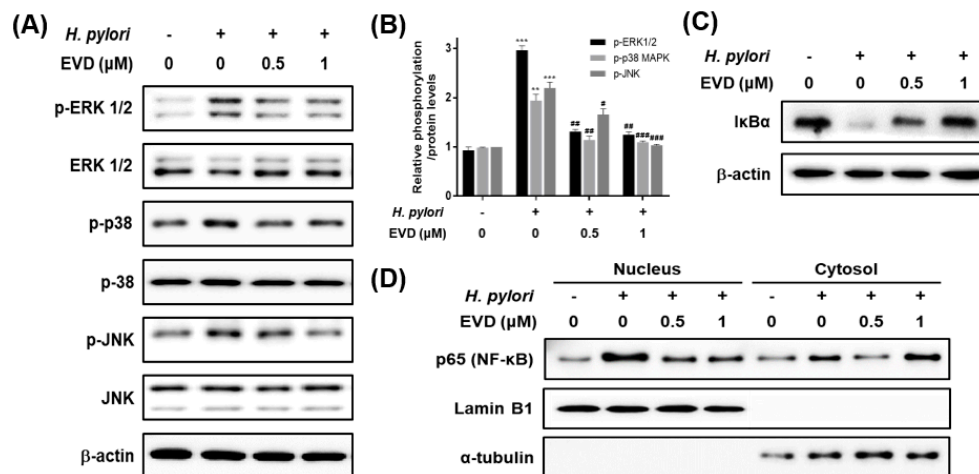 (A)
H. pylori - + + +
EVD (μM) 0 0 0.5 1
p-ERK 1/2
ERK 1/2
p-p38
p-38
p-JNK
JNK
β-actin
(B)
p-ERK1/2
p-p38 MAPK
p-JNK
Relative phosphorylation
/protein levels
3
2
1
0
*** ** ***
## ## #
## ### ###
H. pylori - + + +
EVD (μM) 0 0 0.5 1
(C)
H. pylori - + + +
EVD (μM) 0 0 0.5 1
IκBα
β-actin
(D)
Nucleus Cytosol
H. pylori - + + + - + + +
EVD (μM) 0 0 0.5 1 0 0 0.5 1
p65 (NF-κB)
Lamin B1
α-tubulin